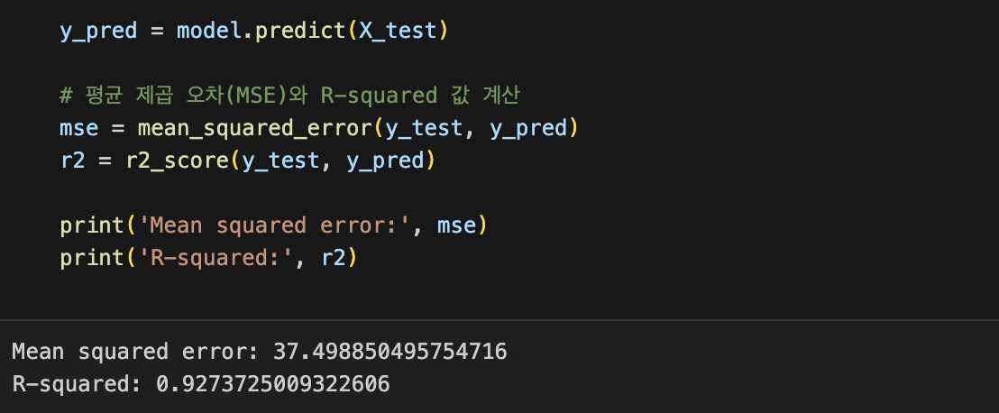 y_pred = model.predict(X_test)
# 평균 제곱 오차(MSE)와 R-squared 값 계산
mse = mean_squared_error(y_test, y_pred)
r2 = r2_score(y_test, y_pred)
print('Mean squared error:', mse)
print('R-squared:', r2)
Mean squared error: 37.498850495754716
R-squared: 0.9273725009322606